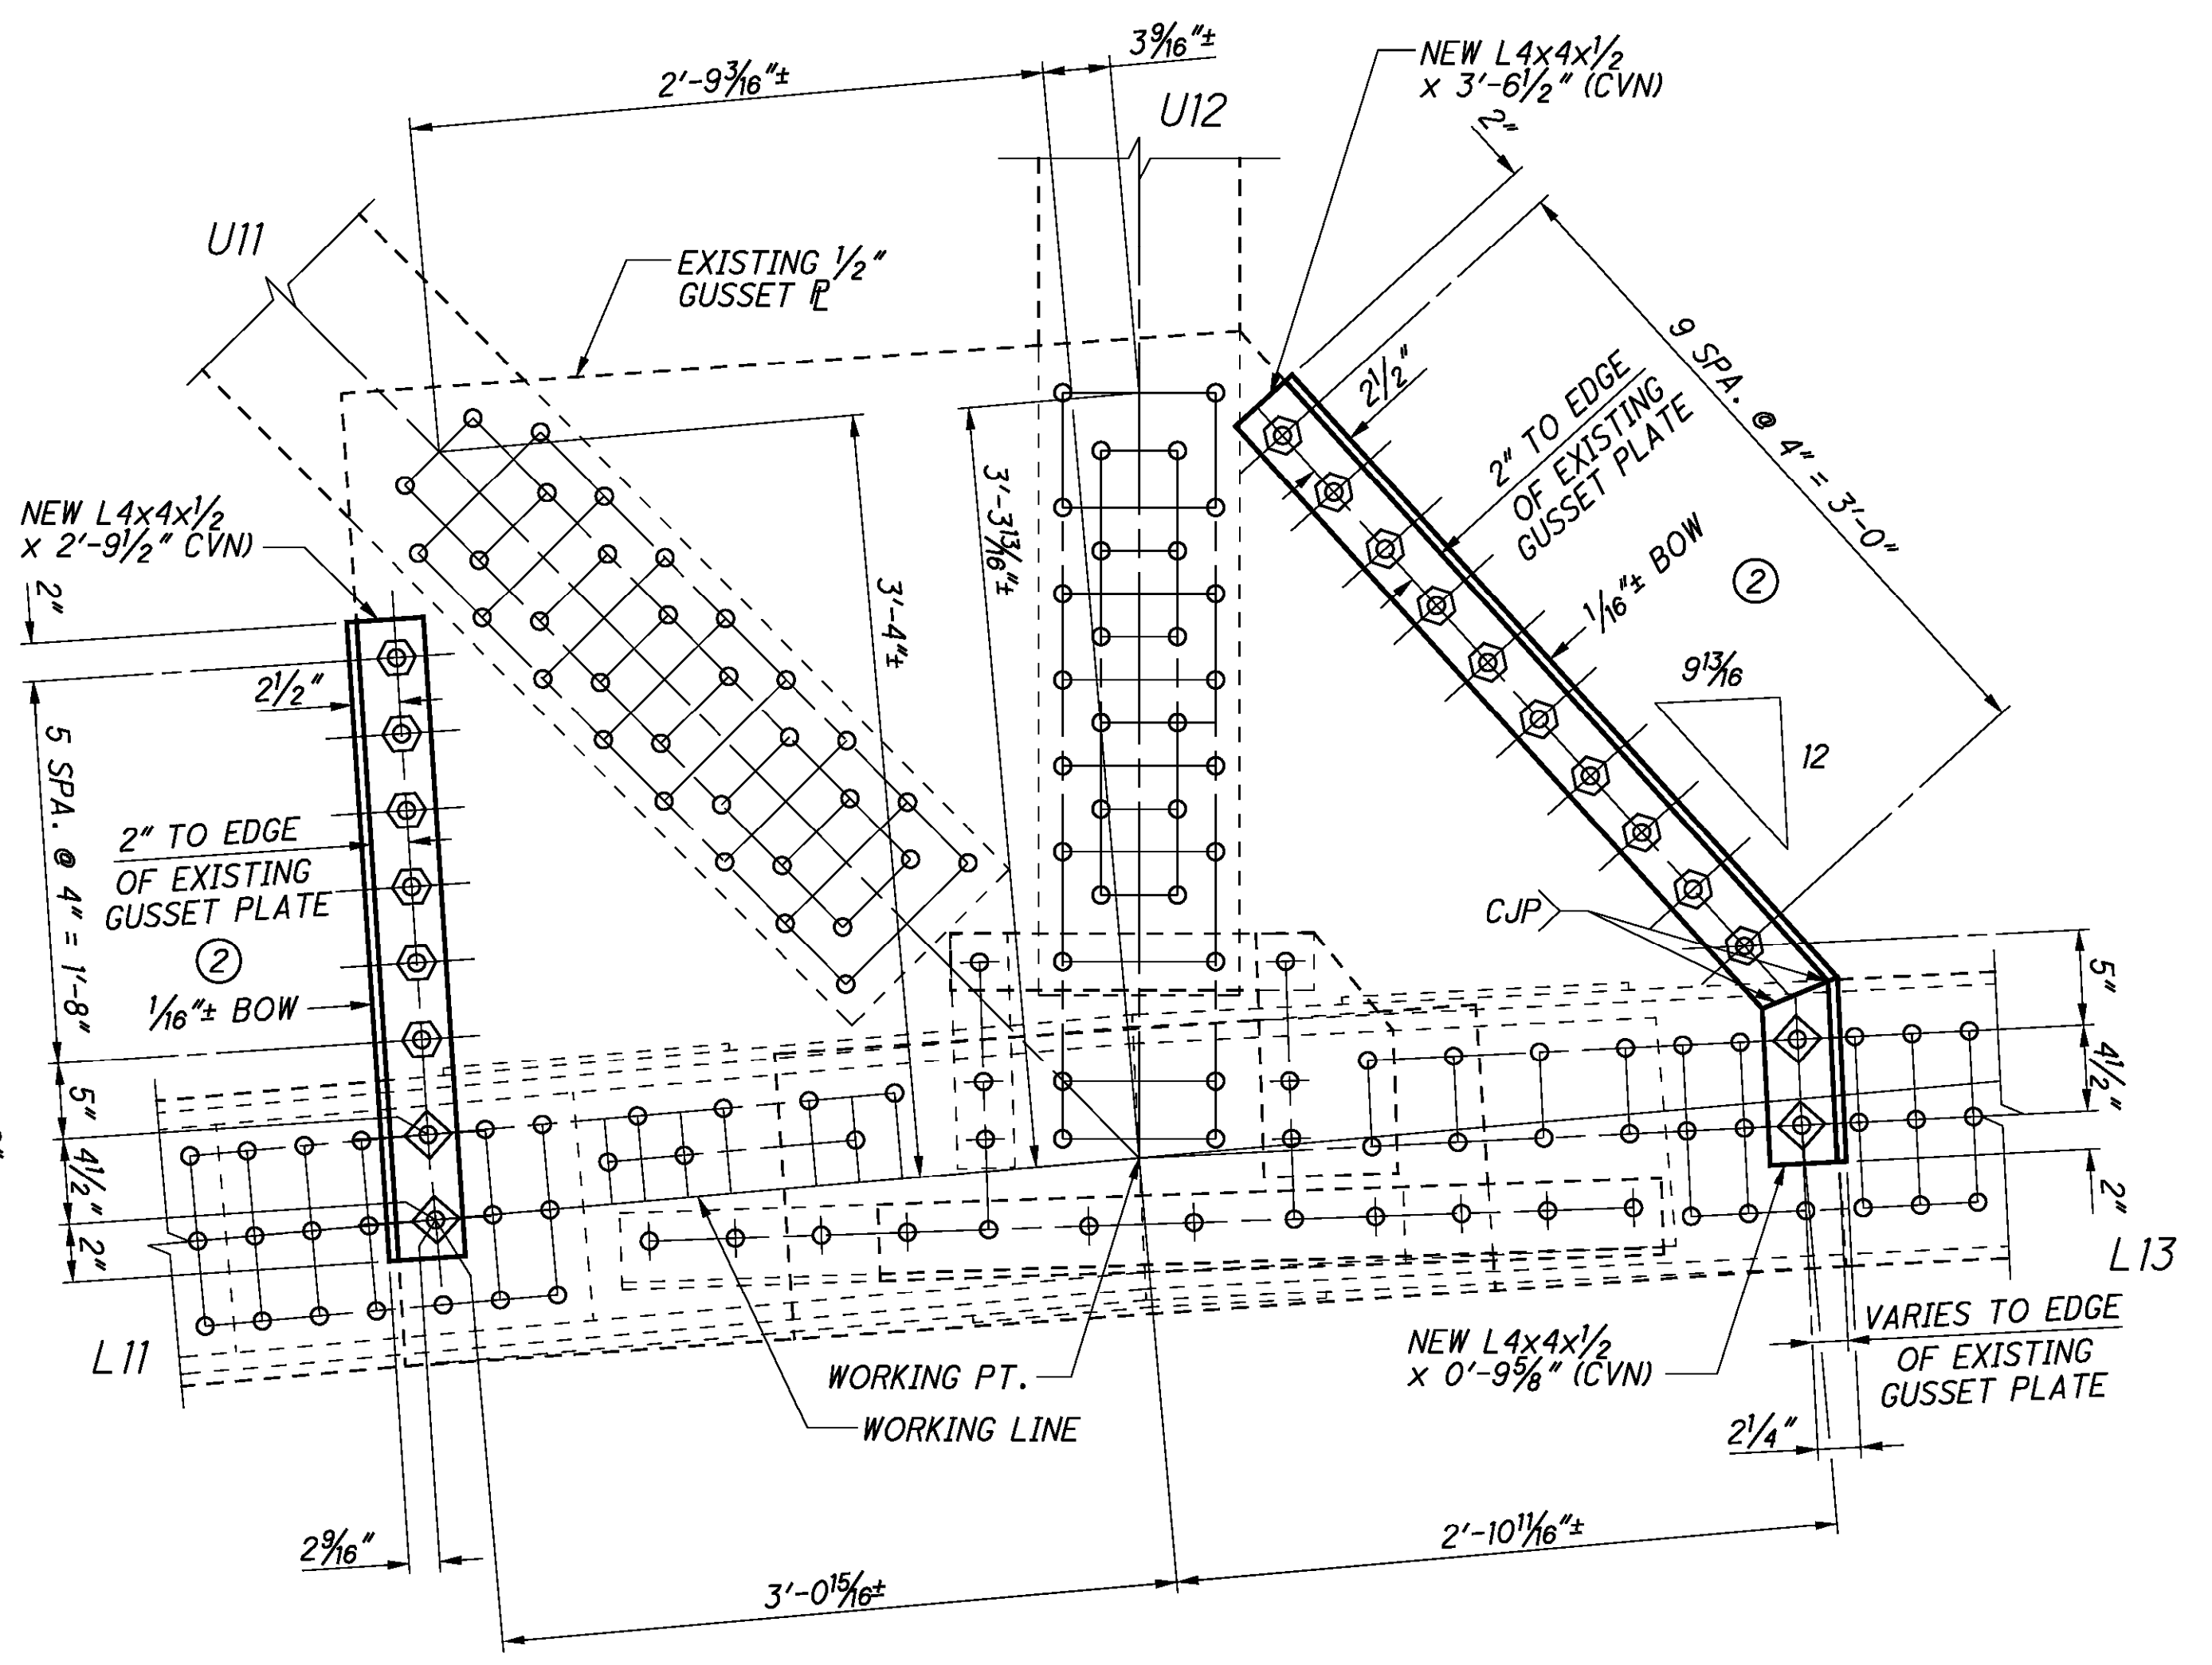 3 9/16"±
2'-9 3/16"±
U12
NEW L4x4x1/2
x 3'-6 1/2" (CVN)
2"
U11
EXISTING 1/2"
GUSSET ℄
9 SPA. @ 4" = 3'-0"
2 1/2"
2" TO EDGE
OF EXISTING
GUSSET PLATE
1/16"± BOW
2
9 13/16
12
NEW L4x4x1/2
x 2'-9 1/2" CVN)
2"
2 1/2"
5 SPA. @ 4" = 1'-8"
2" TO EDGE
OF EXISTING
GUSSET PLATE
2
1/16"± BOW
3'-4"±
3'-3 13/16"±
CJP
5"
4 1/2"
2"
5"
4 1/2"
2"
L11
L13
WORKING PT.
WORKING LINE
NEW L4x4x1/2
x 0'-9 5/8" (CVN)
VARIES TO EDGE
OF EXISTING
GUSSET PLATE
2 1/4"
2 9/16"
3'-0 15/16±
2'-10 11/16"±